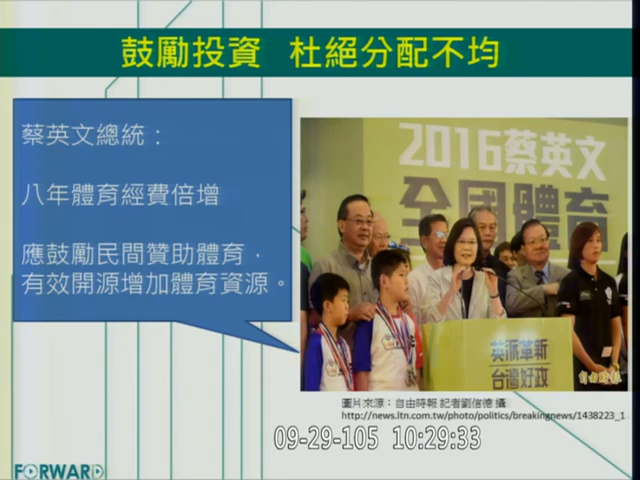 鼓勵投資 杜絕分配不均
蔡英文總統：
八年體育經費倍增
應鼓勵民間贊助體育，
有效開源增加體育資源。
2016蔡英文
全國體育
英派革新
台灣好政
自由時報
圖片來源：自由時報 記者劉信德 攝
http://news.ltn.com.tw/photo/politics/breakingnews/1438223_1
09-29-105 10:29:33
FORWARD